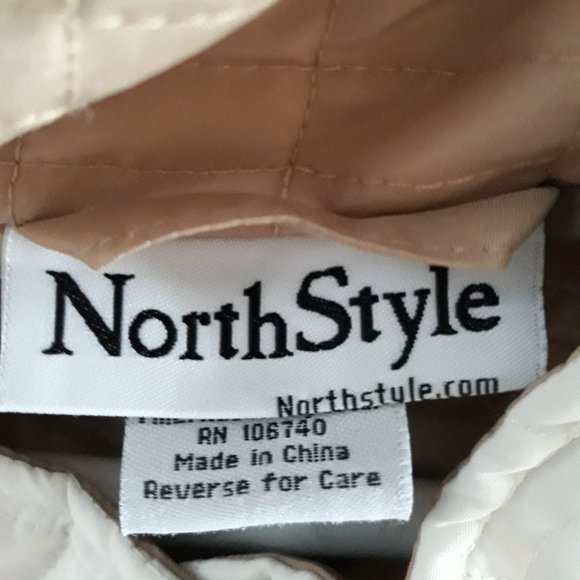 NorthStyle
Northstyle.com
RN 106740
Made in China
Reverse for Care